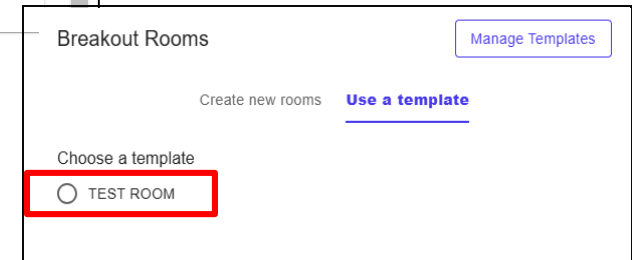 Breakout Rooms
Manage Templates
Create new rooms
Use a template
Choose a template
TEST ROOM